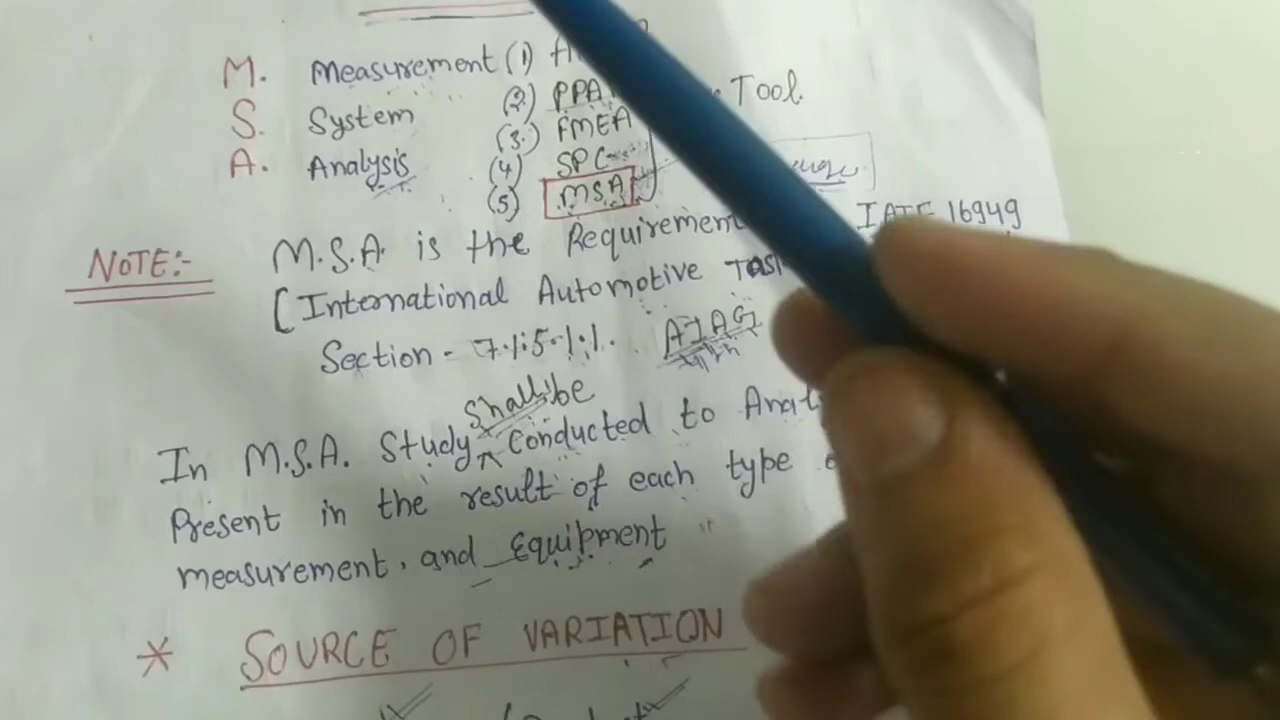 M. Measurement (1)
S. System (2) PPA Tool.
(3.) FMEA
A. Analysis (4) SPC
(5) MSA
NOTE:- M.S.A. is the Requirement IATF 16949
[International Automotive Task
Section - 7.1.5.1.1. AIAG
shall be
In M.S.A. Study ^ Conducted to
Present in the result of each type
measurement. and Equipment
* SOURCE OF VARIATION